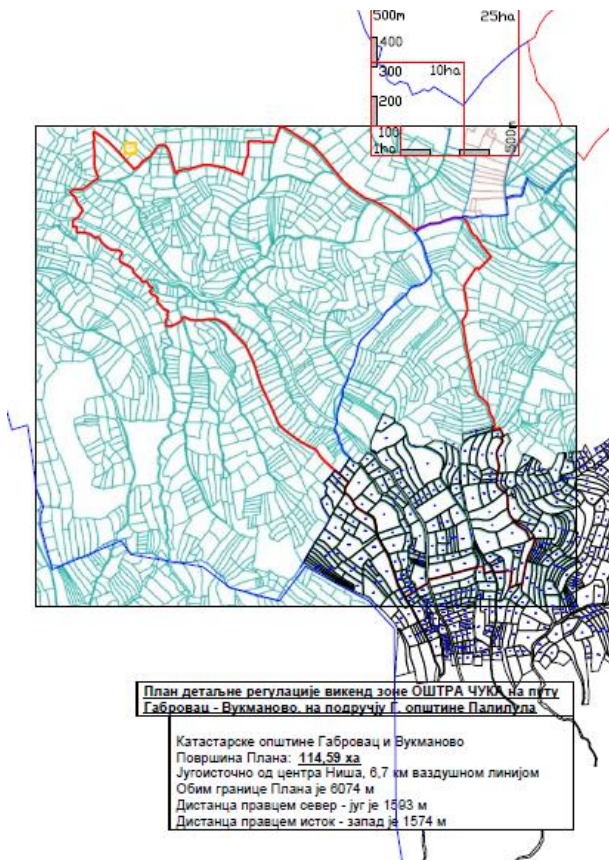 500m 25ha
400
300 10ha
200
100
1ha 500m
План детаљне регулације викенд зоне ОШТРА ЧУКА на путу
Габровац - Вукманово, на подручју Г. општине Палилула
Катастарске општине Габровац и Вукманово
Површина Плана: 114,59 ха
Југоисточно од центра Ниша, 6,7 км ваздушном линијом
Обим границе Плана је 6074 м
Дистанца правцем север - југ је 1593 м
Дистанца правцем исток - запад је 1574 м